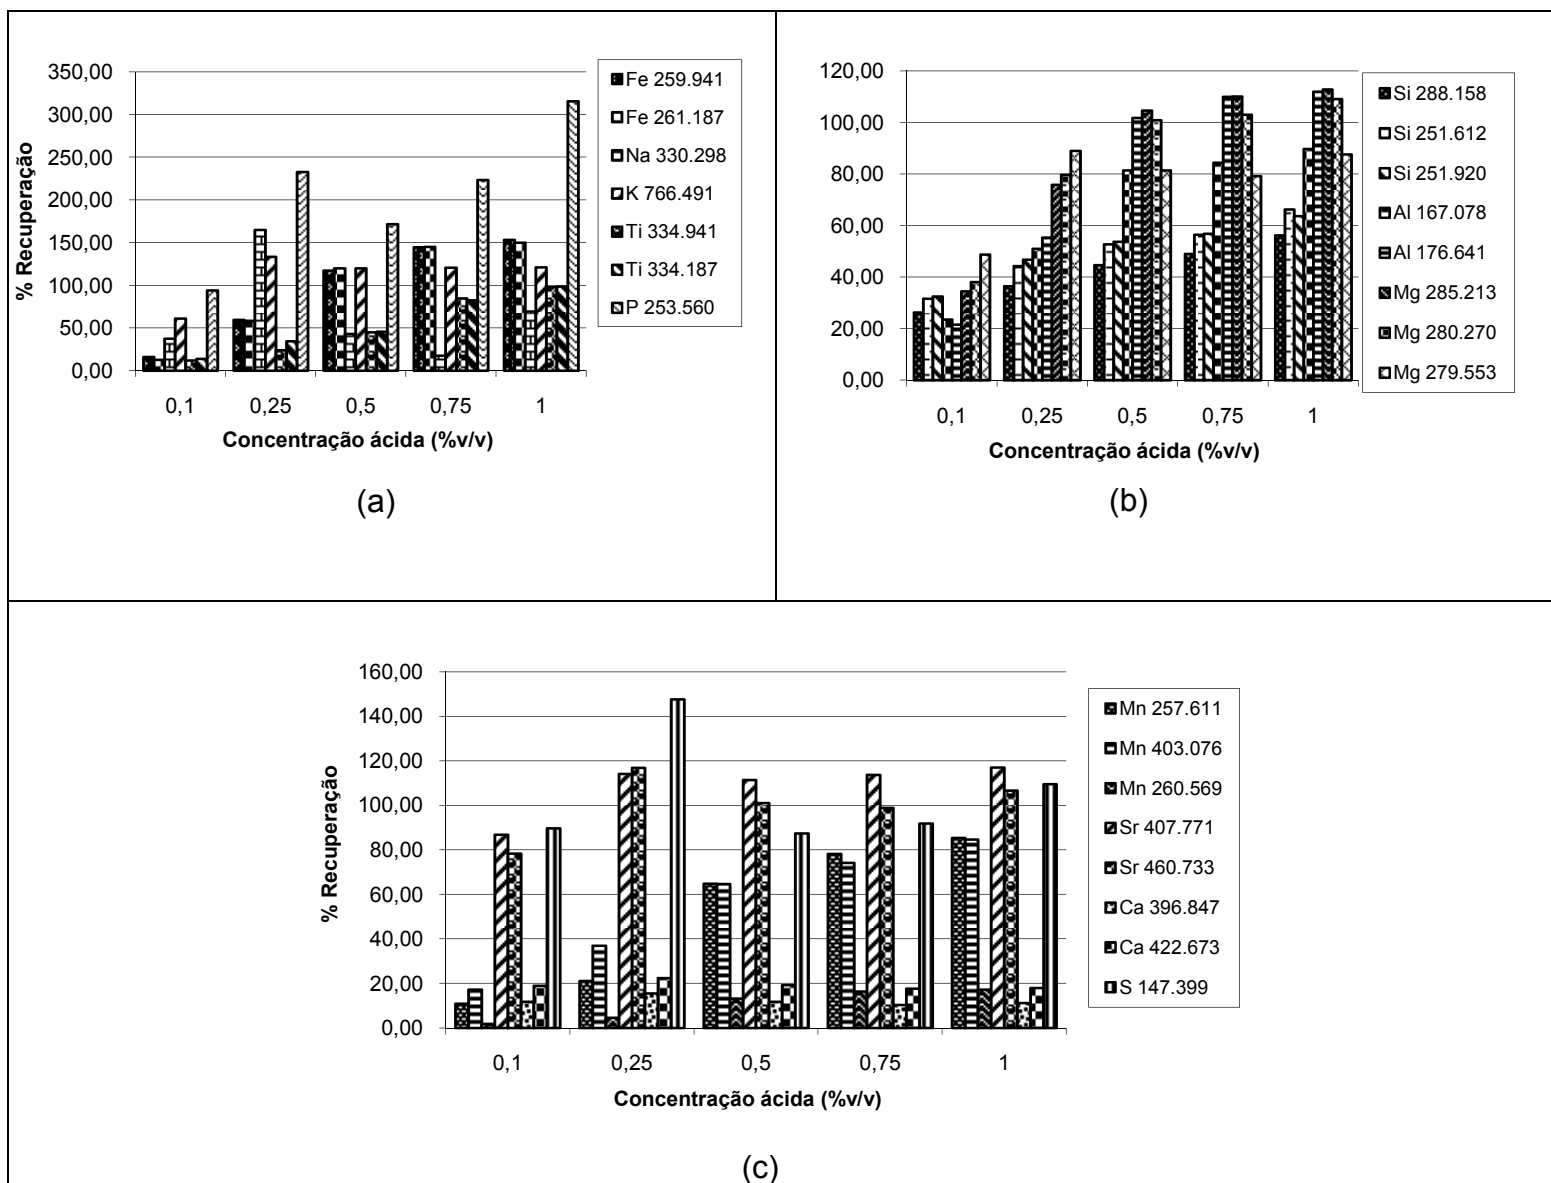 350,00
300,00
250,00
200,00
150,00
100,00
50,00
0,00
% Recuperação
0,1 0,25 0,5 0,75 1
Concentração ácida (%v/v)
Fe 259.941
Fe 261.187
Na 330.298
K 766.491
Ti 334.941
Ti 334.187
P 253.560
(a)
120,00
100,00
80,00
60,00
40,00
20,00
0,00
0,1 0,25 0,5 0,75 1
Concentração ácida (%v/v)
Si 288.158
Si 251.612
Si 251.920
Al 167.078
Al 176.641
Mg 285.213
Mg 280.270
Mg 279.553
(b)
160,00
140,00
120,00
100,00
80,00
60,00
40,00
20,00
0,00
% Recuperação
0,1 0,25 0,5 0,75 1
Concentração ácida (%v/v)
Mn 257.611
Mn 403.076
Mn 260.569
Sr 407.771
Sr 460.733
Ca 396.847
Ca 422.673
S 147.399
(c)